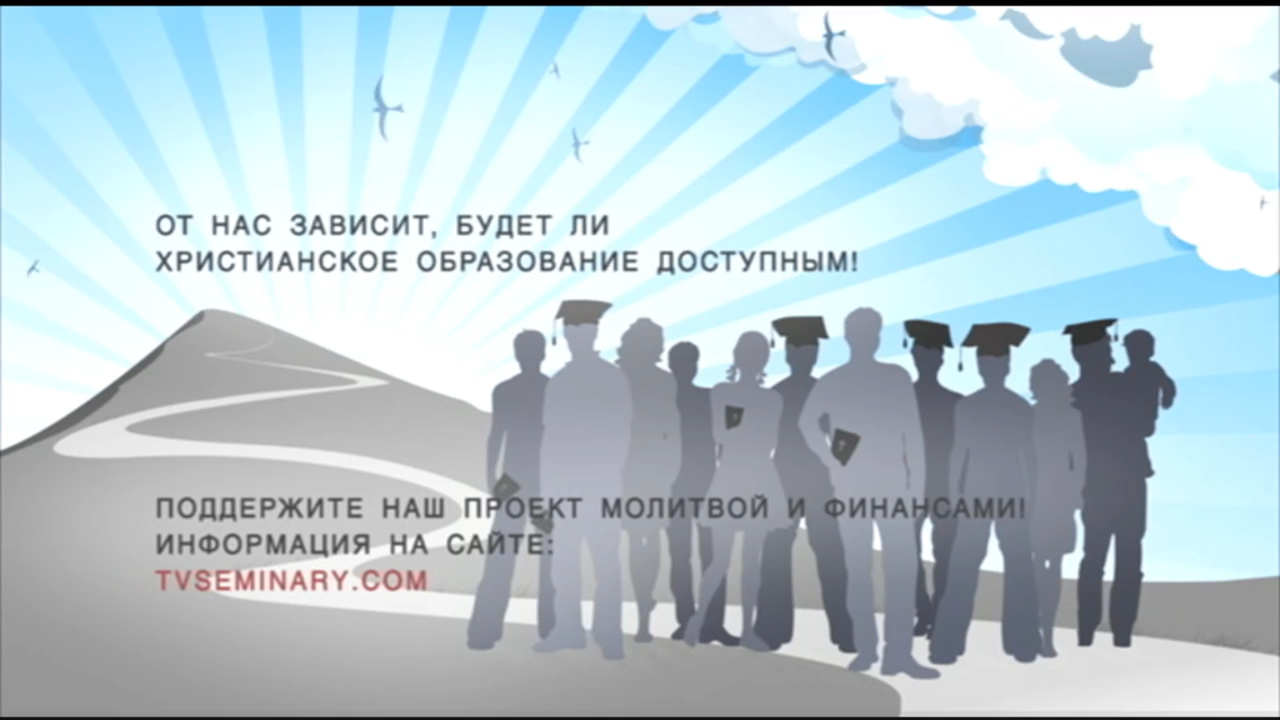 ОТ НАС ЗАВИСИТ, БУДЕТ ЛИ
ХРИСТИАНСКОЕ ОБРАЗОВАНИЕ ДОСТУПНЫМ!
ПОДДЕРЖИТЕ НАШ ПРОЕКТ МОЛИТВОЙ И ФИНАНСАМИ!
ИНФОРМАЦИЯ НА САЙТЕ:
TVSEMINARY.COM